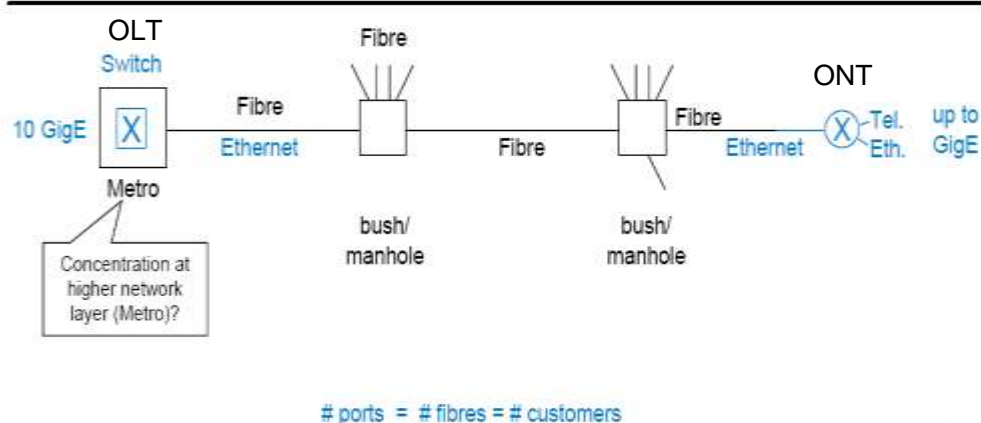 OLT
Switch
10 GigE
X
Metro
Concentration at
higher network
layer (Metro)?
Fibre
Ethernet
Fibre
bush/
manhole
Fibre
bush/
manhole
Fibre
Ethernet
ONT
X
Tel.
Eth.
up to
GigE
# ports = # fibres = # customers